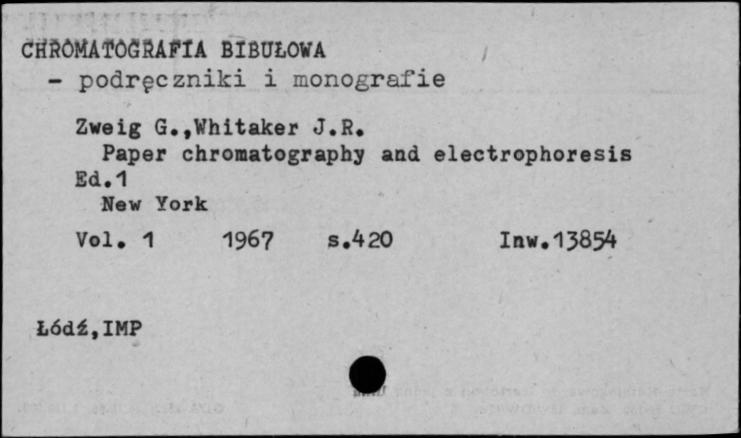 CHROMATOGRAFIA BIBUŁOWA
- podręczniki i monografie
Zweig G.,Whitaker J.R.
Paper chromatography and electrophoresis
Ed.1
New York
Vol. 1 1967 s.420 Inw.13854
Łódź,IMP